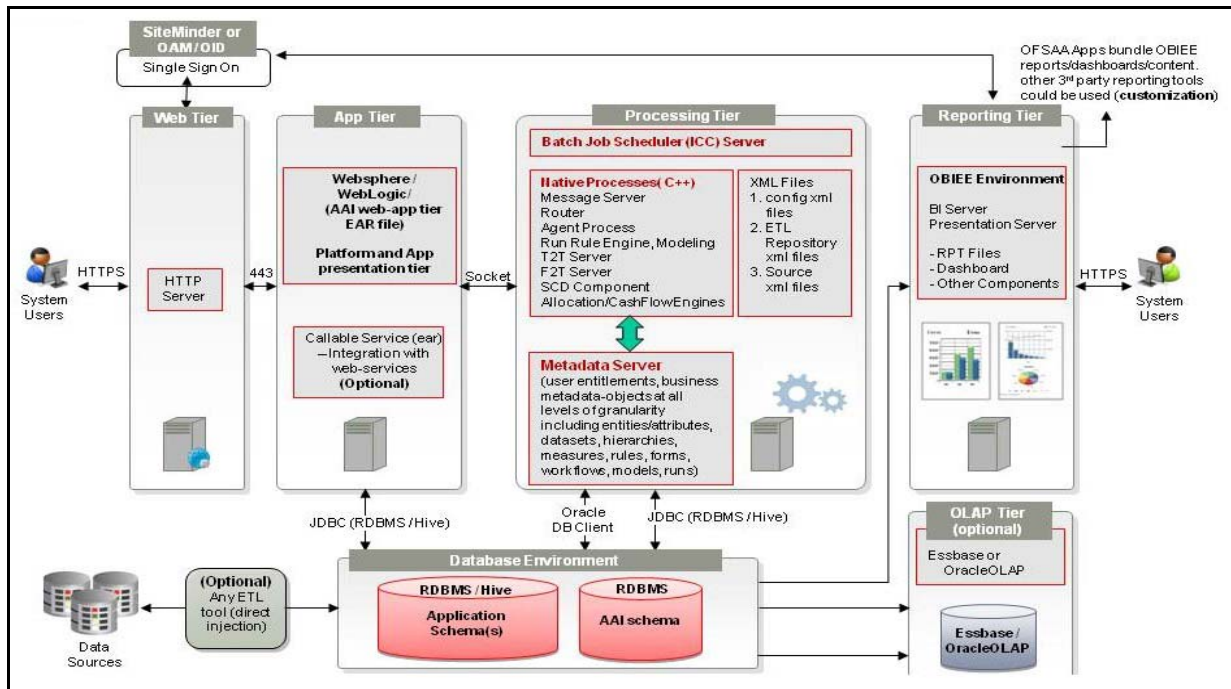 SiteMinder or
OAM/OID
Single Sign On
OFSAA Apps bundle OBIEE
reports/dashboards/content.
other 3rd party reporting tools
could be used (customization)
Web Tier
HTTP
Server
App Tier
Websphere/
WebLogic/
(AAI web-app tier
EAR file)
Platform and App
presentation tier
Callable Service (ear)
–Integration with
web-services
(Optional)
Processing Tier
Batch Job Scheduler (ICC) Server
Native Processes( C++)
Message Server
Router
Agent Process
Run Rule Engine, Modeling
T2T Server
F2T Server
SCD Component
Allocation/CashFlowEngines
XML Files
1. config xml
files
2. ETL
Repository
xml files
3. Source
xml files
Metadata Server
(user entitlements, business
metadata-objects at all
levels of granularity
including entities/attributes,
datasets, hierarchies,
measures, rules, forms,
workflows, models, runs)
Reporting Tier
OBIEE Environment
BI Server
Presentation Server
-RPT Files
-Dashboard
-Other Components
System
Users
HTTPS
443
Socket
HTTPS
System
Users
JDBC (RDBMS / Hive)
Oracle
DB Client
JDBC (RDBMS / Hive)
Data
Sources
(Optional)
Any ETL
tool (direct
injection)
Database Environment
RDBMS / Hive
Application
Schema(s)
RDBMS
AAI schema
OLAP Tier
(optional)
Essbase or
OracleOLAP
Essbase /
OracleOLAP